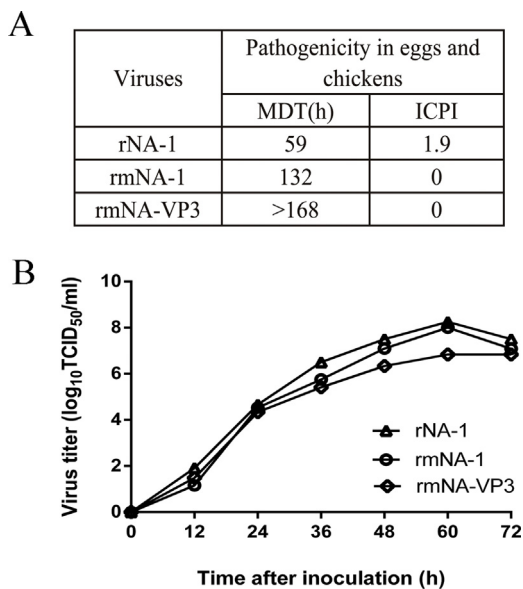 A
Viruses
Pathogenicity in eggs and
chickens
MDT(h) ICPI
rNA-1 59 1.9
rmNA-1 132 0
rmNA-VP3 >168 0
B
Virus titer (log10TCID50/ml)
10
8
6
4
2
0
0 12 24 36 48 60 72
rNA-1
rmNA-1
rmNA-VP3
Time after inoculation (h)